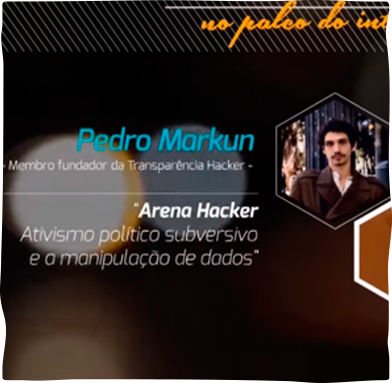 no palco do int
Pedro Markun
- Membro fundador da Transparência Hacker -
"Arena Hacker
Ativismo político subversivo
e a manipulação de dados"